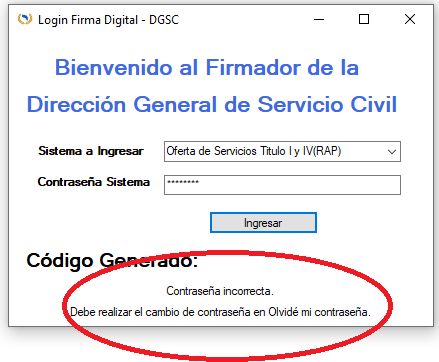 Login Firma Digital - DGSC
Bienvenido al Firmador de la
Dirección General de Servicio Civil
Sistema a Ingresar
Oferta de Servicios Titulo I y IV(RAP)
Contraseña Sistema
********
Ingresar
Código Generado:
Contraseña incorrecta.
Debe realizar el cambio de contraseña en Olvidé mi contraseña.